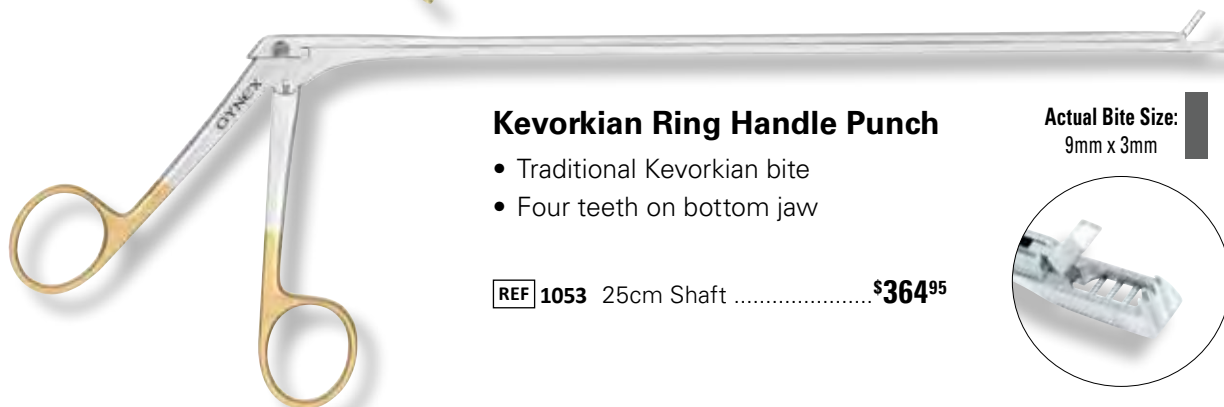 GYNEX
Kevorkian Ring Handle Punch
• Traditional Kevorkian bite
• Four teeth on bottom jaw
REF 1053 25cm Shaft ......................$364⁹⁵
Actual Bite Size:
9mm x 3mm